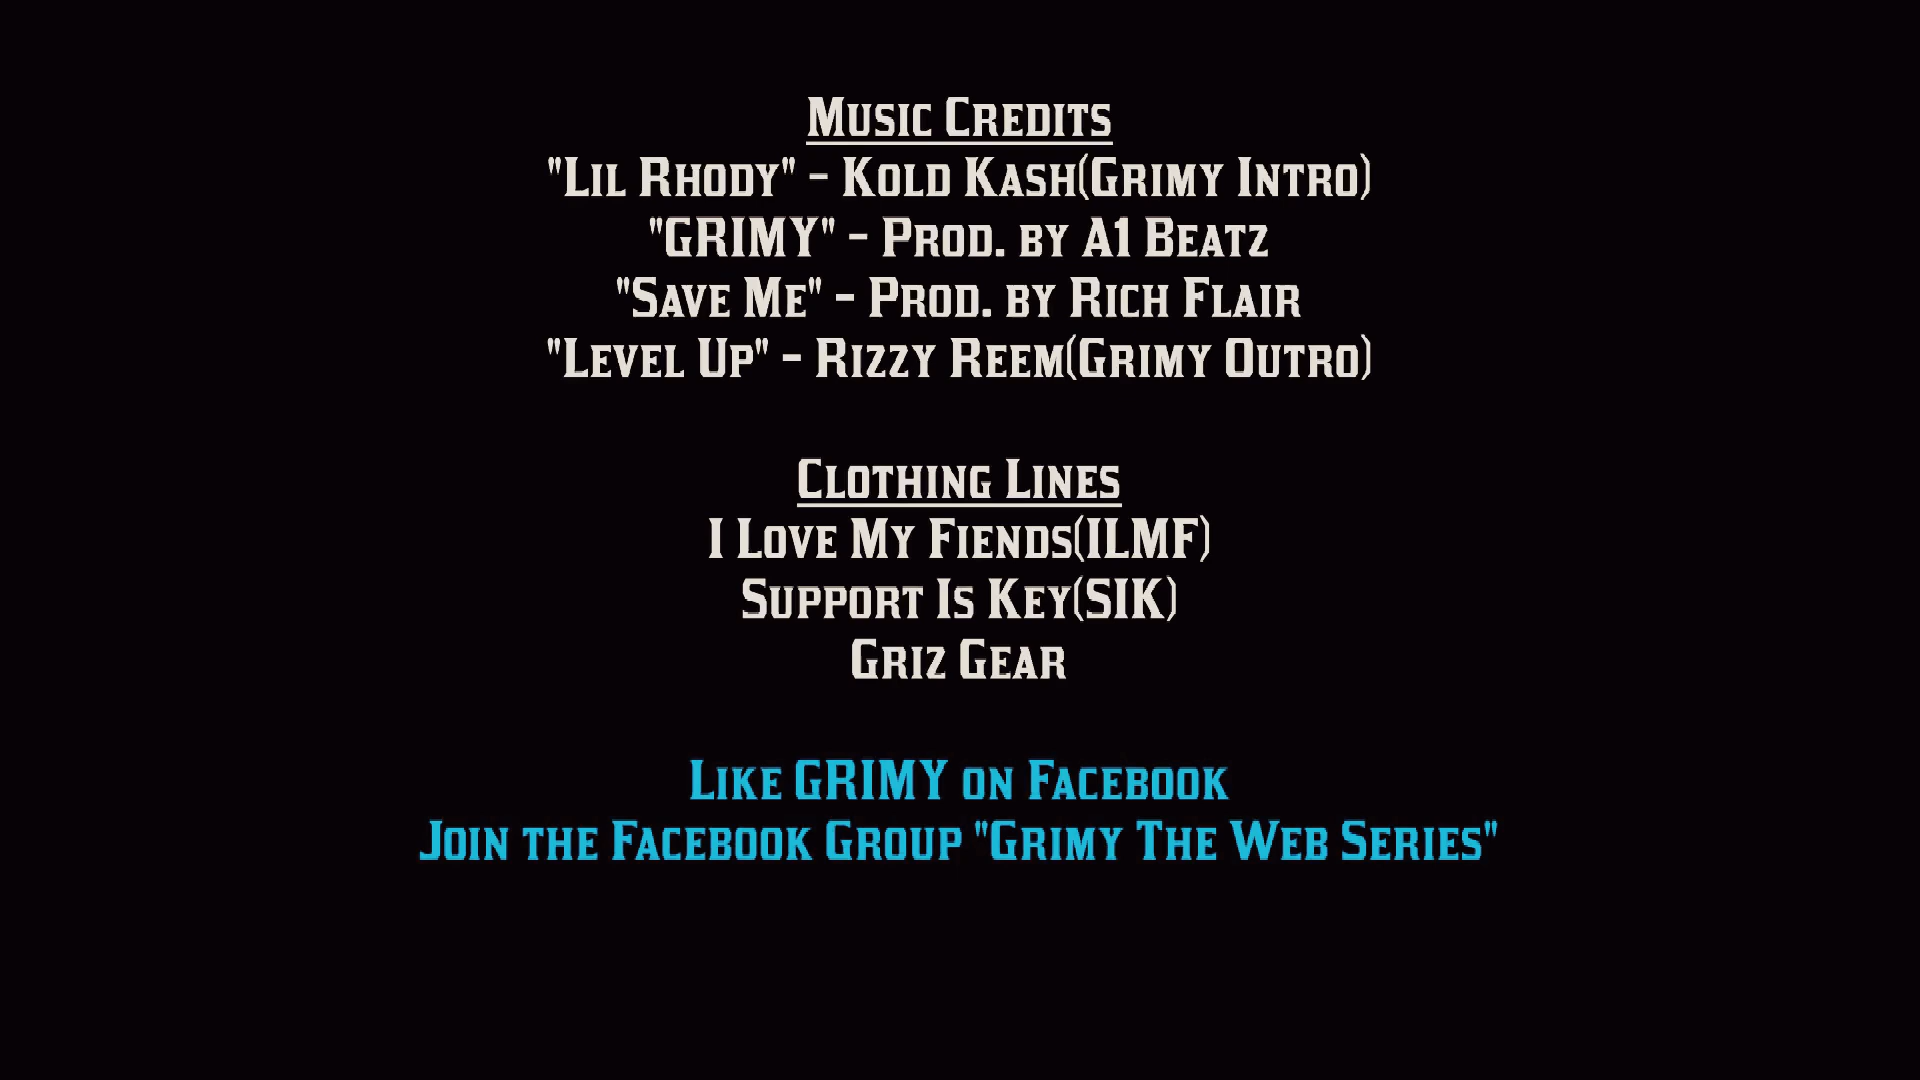 Music Credits
"Lil Rhody" - Kold Kash(Grimy Intro)
"GRIMY" - Prod. by A1 Beatz
"Save Me" - Prod. by Rich Flair
"Level Up" - Rizzy Reem(Grimy Outro)
Clothing Lines
I Love My Fiends(ILMF)
Support Is Key(SIK)
Griz Gear
Like GRIMY on Facebook
Join the Facebook Group "Grimy The Web Series"